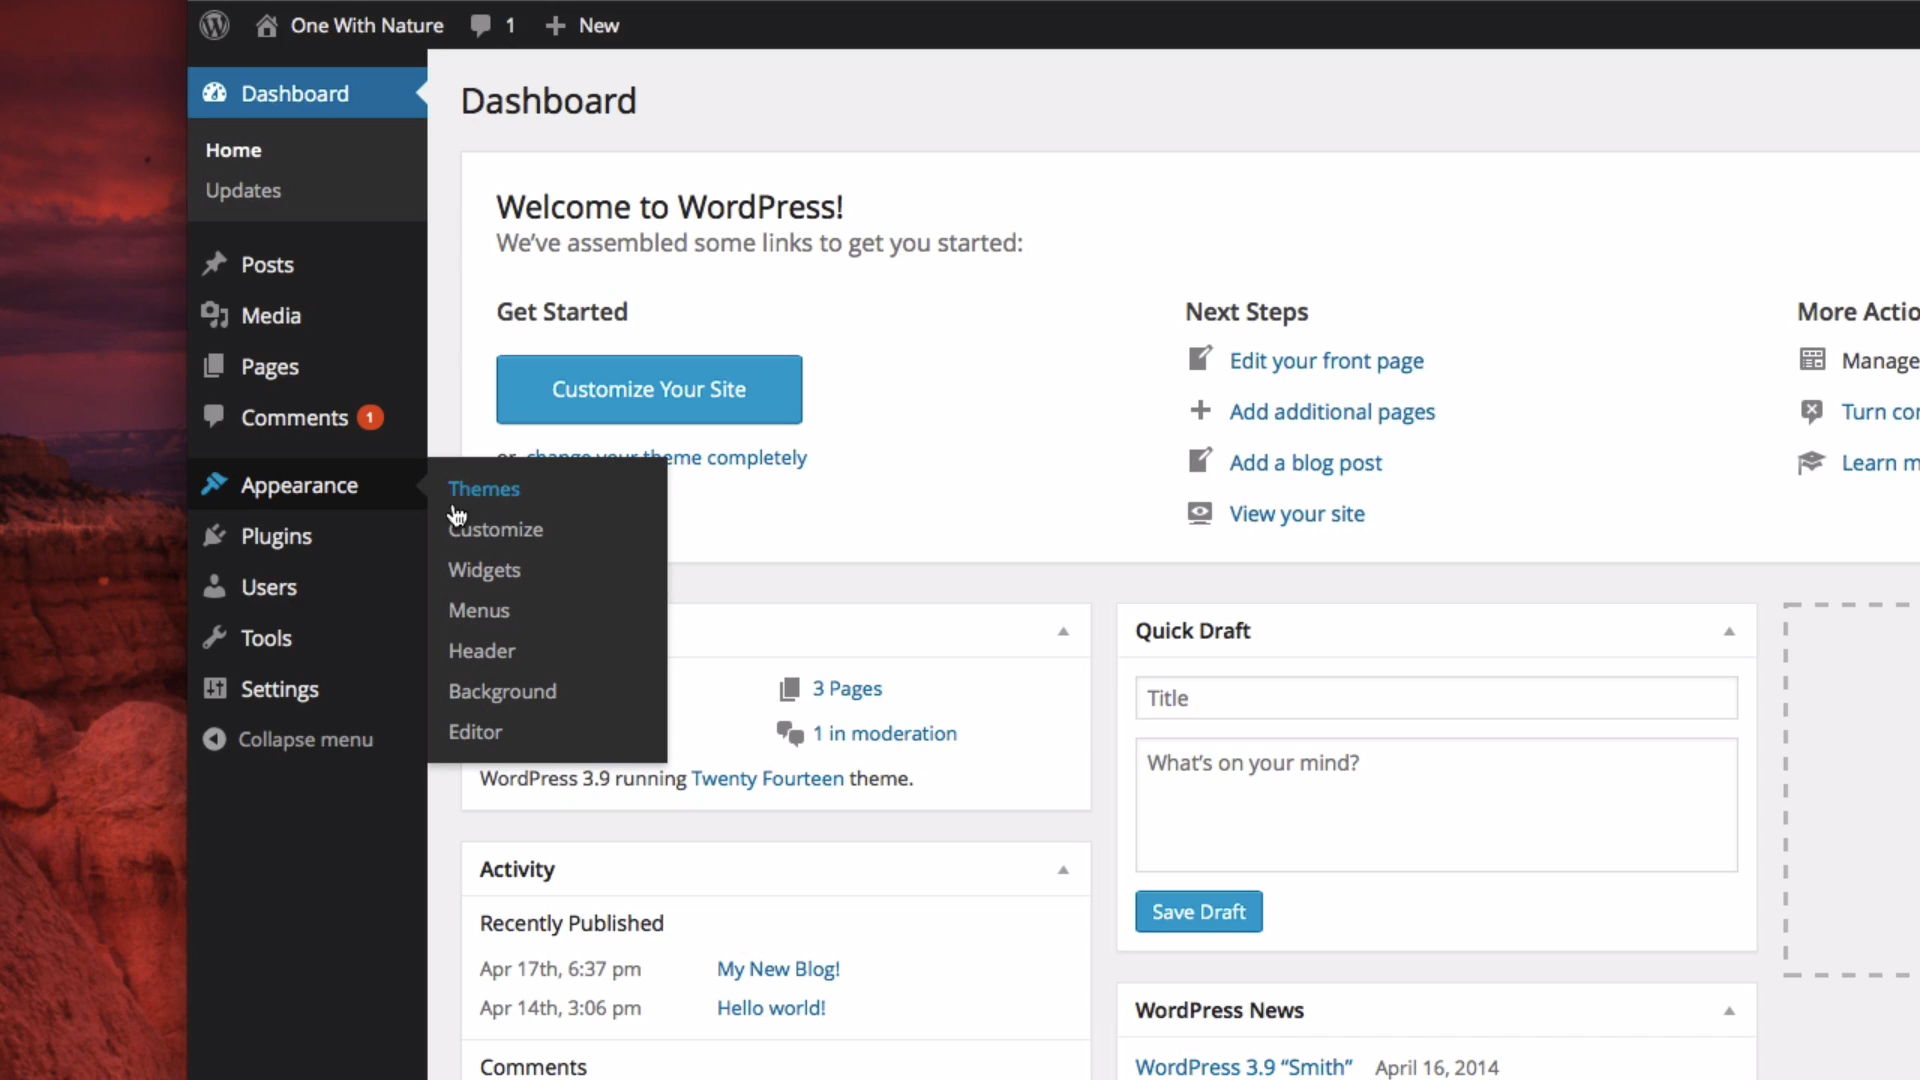 One With Nature 1 New
Dashboard
Home
Updates
Posts
Media
Pages
Comments 1
Appearance
Plugins
Users
Tools
Settings
Collapse menu
Themes
Customize
Widgets
Menus
Header
Background
Editor
Dashboard
Welcome to WordPress!
We've assembled some links to get you started:
Get Started
Customize Your Site
or change your theme completely
Next Steps
Edit your front page
Add additional pages
Add a blog post
View your site
More Actio
Manage
Turn co
Learn m
3 Pages
1 in moderation
WordPress 3.9 running Twenty Fourteen theme.
Activity
Recently Published
Apr 17th, 6:37 pm My New Blog!
Apr 14th, 3:06 pm Hello world!
Comments
Quick Draft
Title
What's on your mind?
Save Draft
WordPress News
WordPress 3.9 “Smith” April 16, 2014